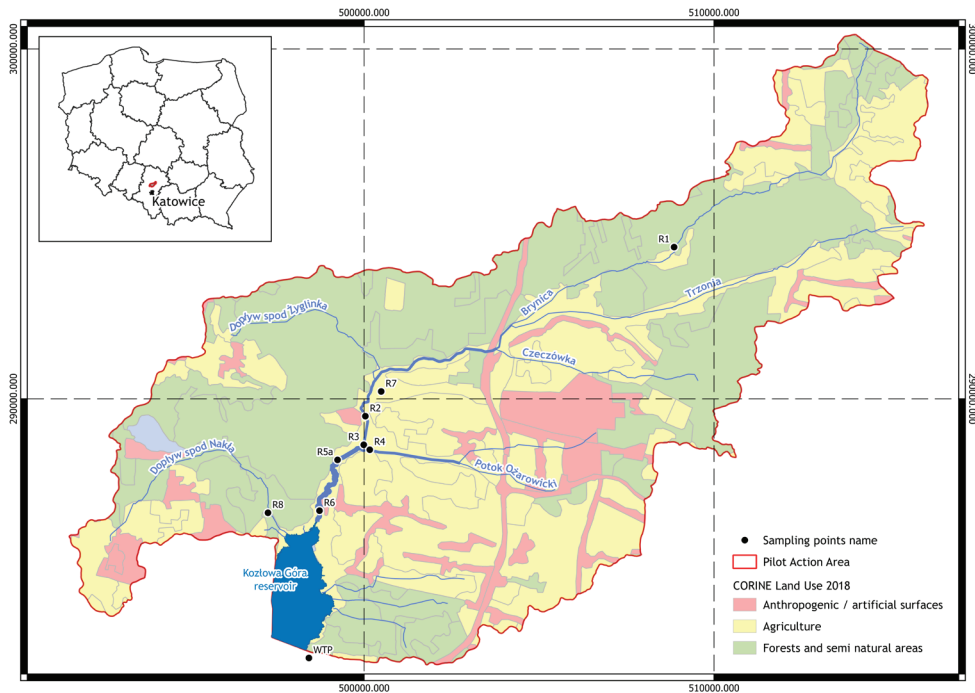 500000.000
510000.000
300000.000
300000.000
Katowice
R1
Brynica
Trzonia
Dopływ spod Żyglinka
Czeczówka
290000.000
290000.000
R7
R2
R3
R4
R5a
Potok Ożarowicki
Dopływ spod Nakła
R8
R6
Kozłowa Góra
reservoir
WTP
Sampling points name
Pilot Action Area
CORINE Land Use 2018
Anthropogenic / artificial surfaces
Agriculture
Forests and semi natural areas
500000.000
510000.000